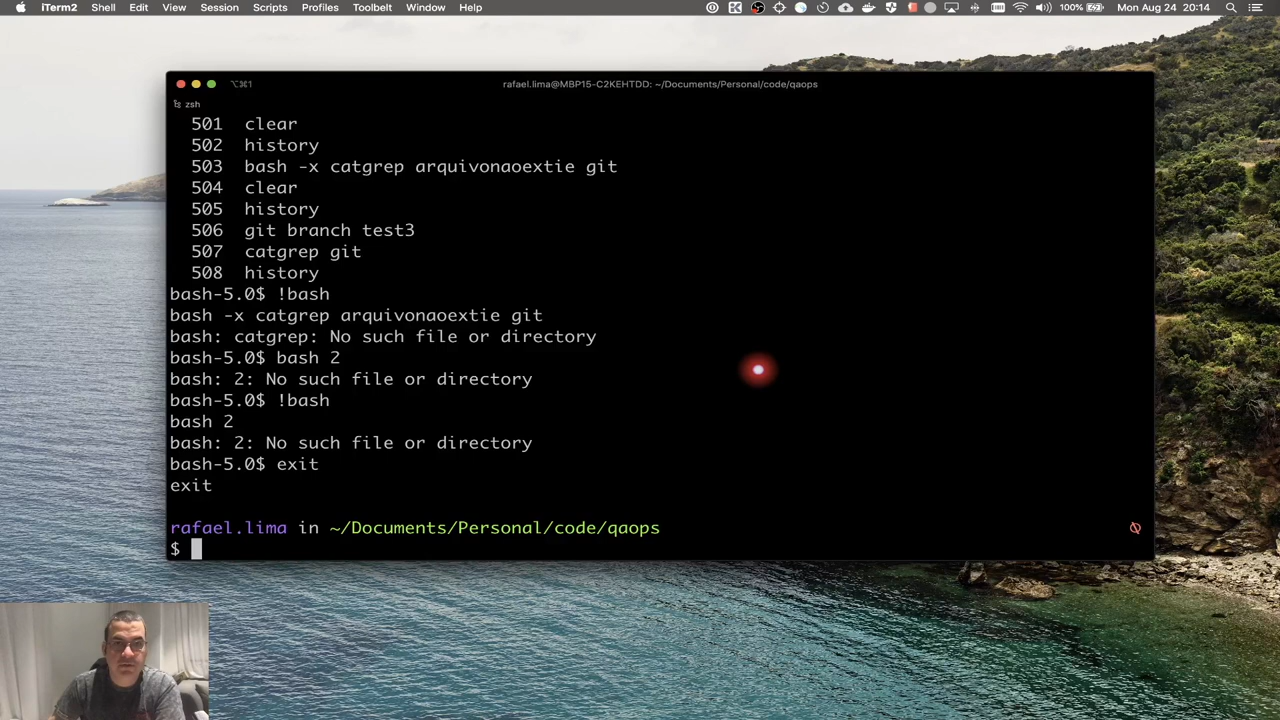 iTerm2 Shell Edit View Session Scripts Profiles Toolbelt Window Help 100% Mon Aug 24 20:14
⌥⌘1 rafael.lima@MBP15-C2KEHTDD: ~/Documents/Personal/code/qaops
zsh
501 clear
502 history
503 bash -x catgrep arquivonaoextie git
504 clear
505 history
506 git branch test3
507 catgrep git
508 history
bash-5.0$ !bash
bash -x catgrep arquivonaoextie git
bash: catgrep: No such file or directory
bash-5.0$ bash 2
bash: 2: No such file or directory
bash-5.0$ !bash
bash 2
bash: 2: No such file or directory
bash-5.0$ exit
exit
rafael.lima in ~/Documents/Personal/code/qaops
$